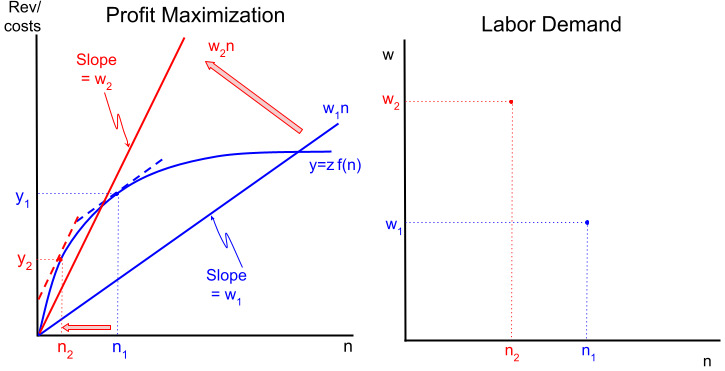 Profit Maximization
Rev/
costs
Slope
= w₂
w₂n
w₁n
y=z f(n)
y₁
y₂
Slope
= w₁
n₂
n₁
n
Labor Demand
w
w₂
w₁
n₂
n₁
n